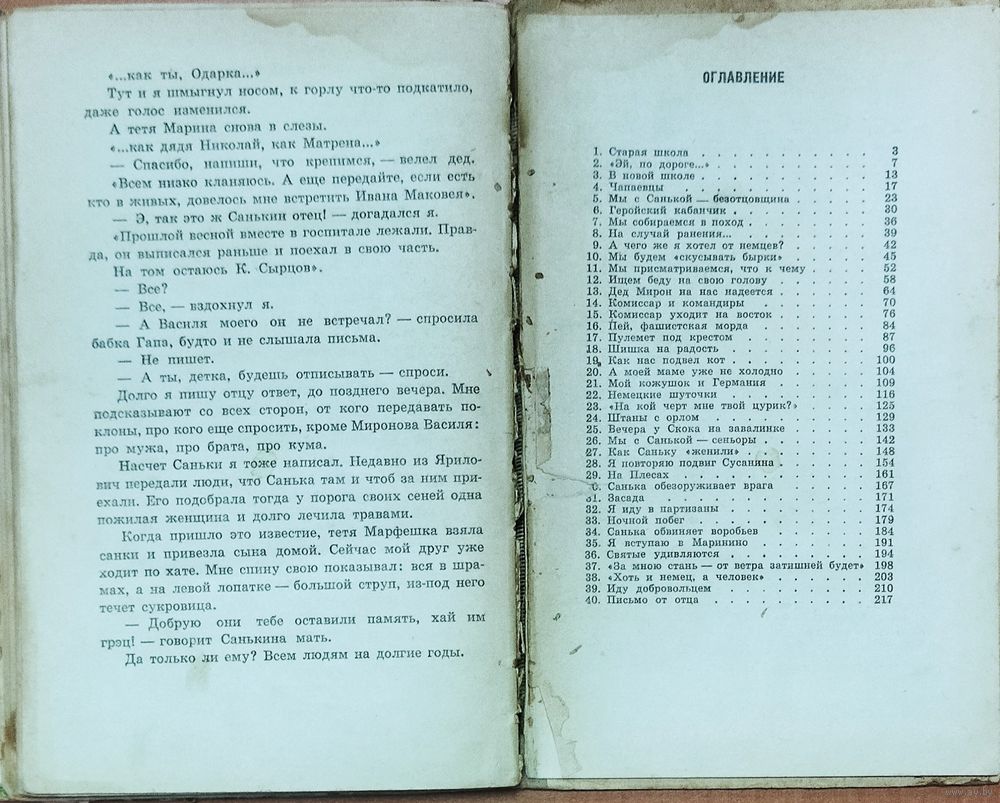 «...как ты, Одарка...»
Тут и я шмыгнул носом, к горлу что-то подкатило,
даже голос изменился.
А тетя Марина снова в слезы.
«...как дядя Николай, как Матрена...»
— Спасибо, напиши, что крепимся, — велел дед.
«Всем низко кланяюсь. А еще передайте, если есть
кто в живых, довелось мне встретить Ивана Маковея».
— Э, так это ж Санькин отец! — догадался я.
«Прошлой весной вместе в госпитале лежали. Прав-
да, он выписался раньше и поехал в свою часть.
На том остаюсь К. Сырцов».
— Все?
— Все, — вздохнул я.
— А Василя моего он не встречал? — спросила
бабка Гапа, будто и не слышала письма.
— Не пишет.
— А ты, детка, будешь отписывать — спроси.
Долго я пишу отцу ответ, до позднего вечера. Мне
подсказывают со всех сторон, от кого передавать по-
клоны, про кого еще спросить, кроме Миронова Василя:
про мужа, про брата, про кума.
Насчет Саньки я тоже написал. Недавно из Ярило-
вич передали люди, что Санька там и чтоб за ним при-
ехали. Его подобрала тогда у порога своих сеней одна
пожилая женщина и долго лечила травами.
Когда пришло это известие, тетя Марфешка взяла
санки и привезла сына домой. Сейчас мой друг уже
ходит по хате. Мне спину свою показывал: вся в шра-
мах, а на левой лопатке — большой струп, из-под него
течет сукровица.
— Добрую они тебе оставили память, хай им
грэц! — говорит Санькина мать.
Да только ли ему? Всем людям на долгие годы.
ОГЛАВЛЕНИЕ
1. Старая школа . . . . . . . . . . . 3
2. «Эй, по дороге...» . . . . . . . . . . 7
3. В новой школе . . . . . . . . . . . 13
4. Чапаевцы . . . . . . . . . . . 17
5. Мы с Санькой — безотцовщина . . . . . 23
6. Геройский кабанчик . . . . . . . . . 30
7. Мы собираемся в поход . . . . . . . . 36
8. На случай ранения... . . . . . . . . . 39
9. А чего же я хотел от немцев? . . . . . 42
10. Мы будем «скусывать бырки» . . . . . 45
11. Мы присматриваемся, что к чему . . . . 52
12. Ищем беду на свою голову . . . . . . 58
13. Дед Мирон на нас надеется . . . . . . 64
14. Комиссар и командиры . . . . . . . 70
15. Комиссар уходит на восток . . . . . . 76
16. Пей, фашистская морда . . . . . . . 84
17. Пулемет под крестом . . . . . . . . 87
18. Шишка на радость . . . . . . . . . 96
19. Как нас подвел кот . . . . . . . . . 100
20. А моей маме уже не холодно . . . . . 104
21. Мой кожушок и Германия . . . . . . 109
22. Немецкие шуточки . . . . . . . . . 116
23. «На кой черт мне твой цурик?» . . . . . 125
24. Штаны с орлом . . . . . . . . . . 129
25. Вечера у Скока на завалинке . . . . . 133
26. Мы с Санькой — сеньоры . . . . . . . 142
27. Как Саньку «женили» . . . . . . . . 148
28. Я повторяю подвиг Сусанина . . . . . . 154
29. На Плесах . . . . . . . . . . . 161
0. Санька обезоруживает врага . . . . . . 167
31. Засада . . . . . . . . . . . . 171
32. Я иду в партизаны . . . . . . . . . 174
33. Ночной побег . . . . . . . . . . 179
34. Санька обвиняет воробьев . . . . . . . 184
35. Я вступаю в Маринино . . . . . . . . 191
36. Святые удивляются . . . . . . . . . 194
37. «За мною стань — от ветра затишней будет» 198
38. «Хоть и немец, а человек» . . . . . . 203
39. Иду добровольцем . . . . . . . . . 210
40. Письмо от отца . . . . . . . . . . 217
www.ay.by